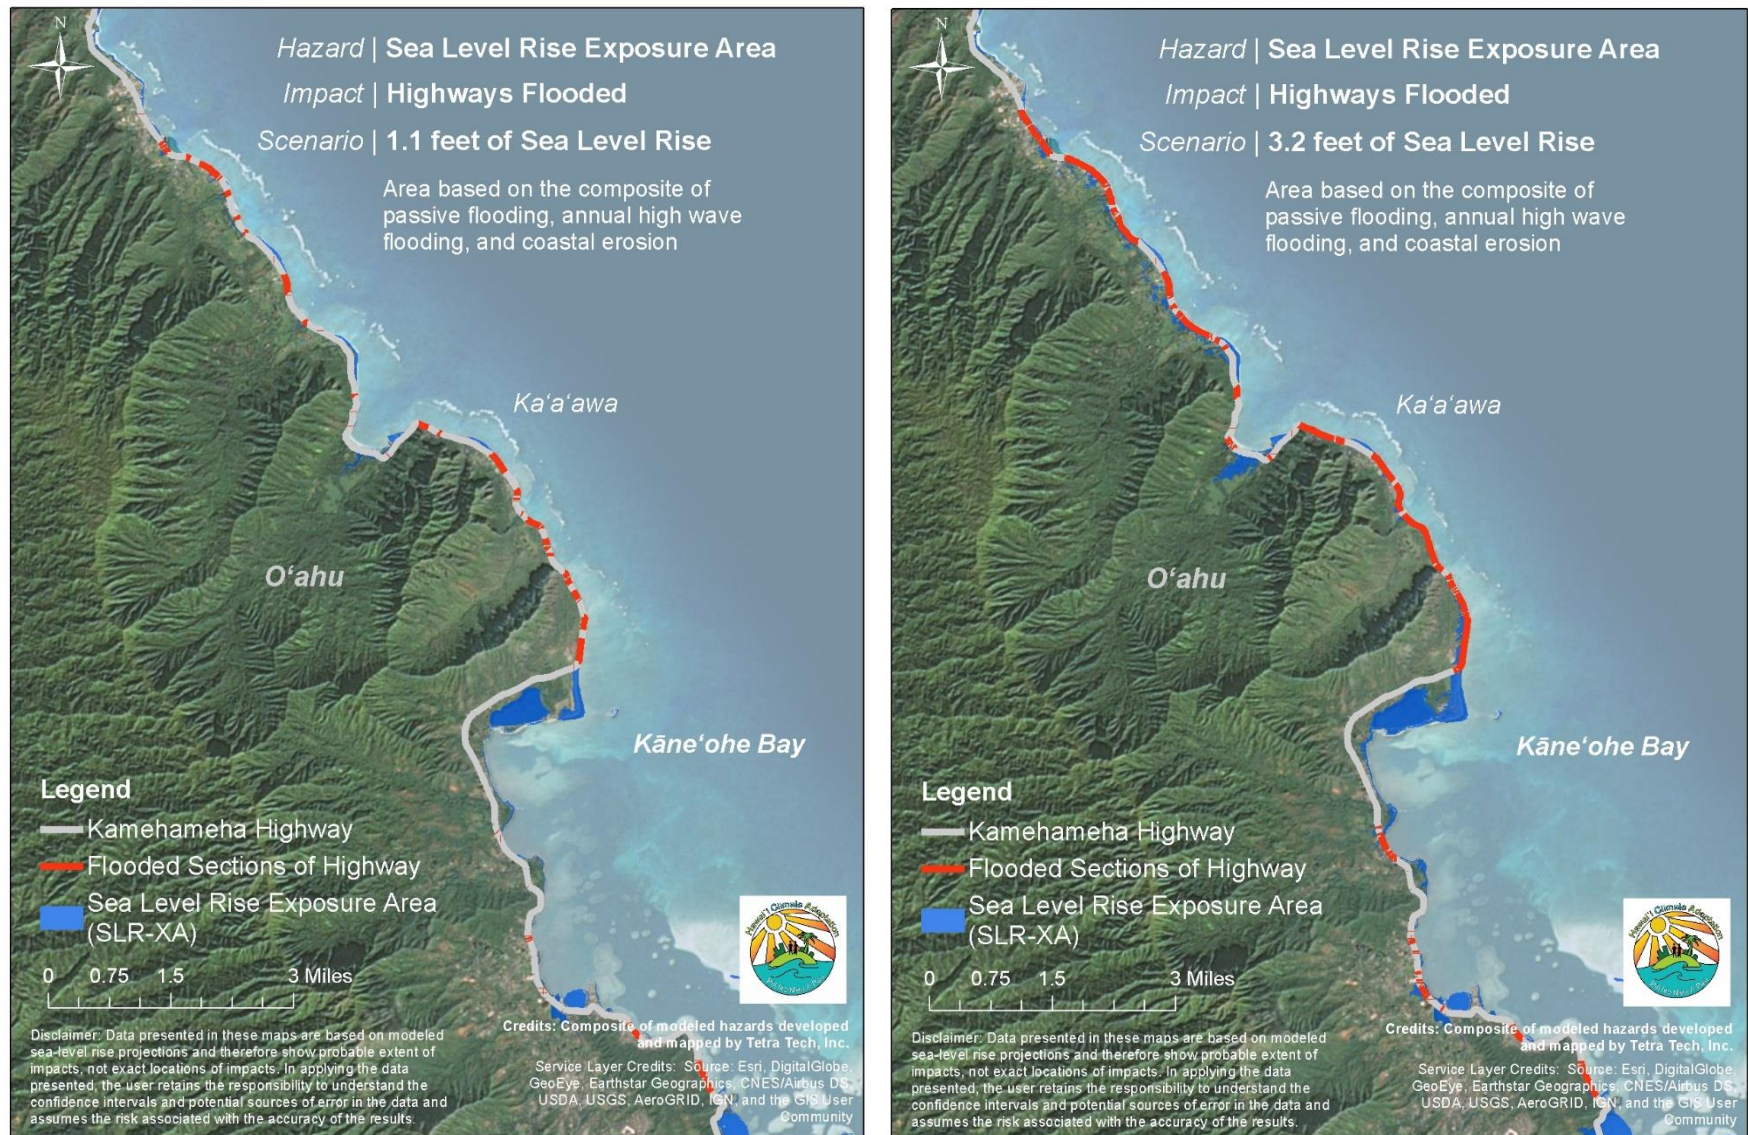 N
Hazard | Sea Level Rise Exposure Area
Impact | Highways Flooded
Scenario | 1.1 feet of Sea Level Rise
Area based on the composite of
passive flooding, annual high wave
flooding, and coastal erosion
Kaʻaʻawa
Oʻahu
Kāneʻohe Bay
Legend
Kamehameha Highway
Flooded Sections of Highway
Sea Level Rise Exposure Area
(SLR-XA)
0 0.75 1.5 3 Miles
Hawaiʻi Climate Adaptation
Disclaimer: Data presented in these maps are based on modeled
sea-level rise projections and therefore show probable extent of
impacts, not exact locations of impacts. In applying the data
presented, the user retains the responsibility to understand the
confidence intervals and potential sources of error in the data and
assumes the risk associated with the accuracy of the results.
Credits: Composite of modeled hazards developed
and mapped by Tetra Tech, Inc.
Service Layer Credits: Source: Esri, DigitalGlobe,
GeoEye, Earthstar Geographics, CNES/Airbus DS,
USDA, USGS, AeroGRID, IGN, and the GIS User
Community
N
Hazard | Sea Level Rise Exposure Area
Impact | Highways Flooded
Scenario | 3.2 feet of Sea Level Rise
Area based on the composite of
passive flooding, annual high wave
flooding, and coastal erosion
Kaʻaʻawa
Oʻahu
Kāneʻohe Bay
Legend
Kamehameha Highway
Flooded Sections of Highway
Sea Level Rise Exposure Area
(SLR-XA)
0 0.75 1.5 3 Miles
Hawaiʻi Climate Adaptation
Disclaimer: Data presented in these maps are based on modeled
sea-level rise projections and therefore show probable extent of
impacts, not exact locations of impacts. In applying the data
presented, the user retains the responsibility to understand the
confidence intervals and potential sources of error in the data and
assumes the risk associated with the accuracy of the results.
Credits: Composite of modeled hazards developed
and mapped by Tetra Tech, Inc.
Service Layer Credits: Source: Esri, DigitalGlobe,
GeoEye, Earthstar Geographics, CNES/Airbus DS,
USDA, USGS, AeroGRID, IGN, and the GIS User
Community